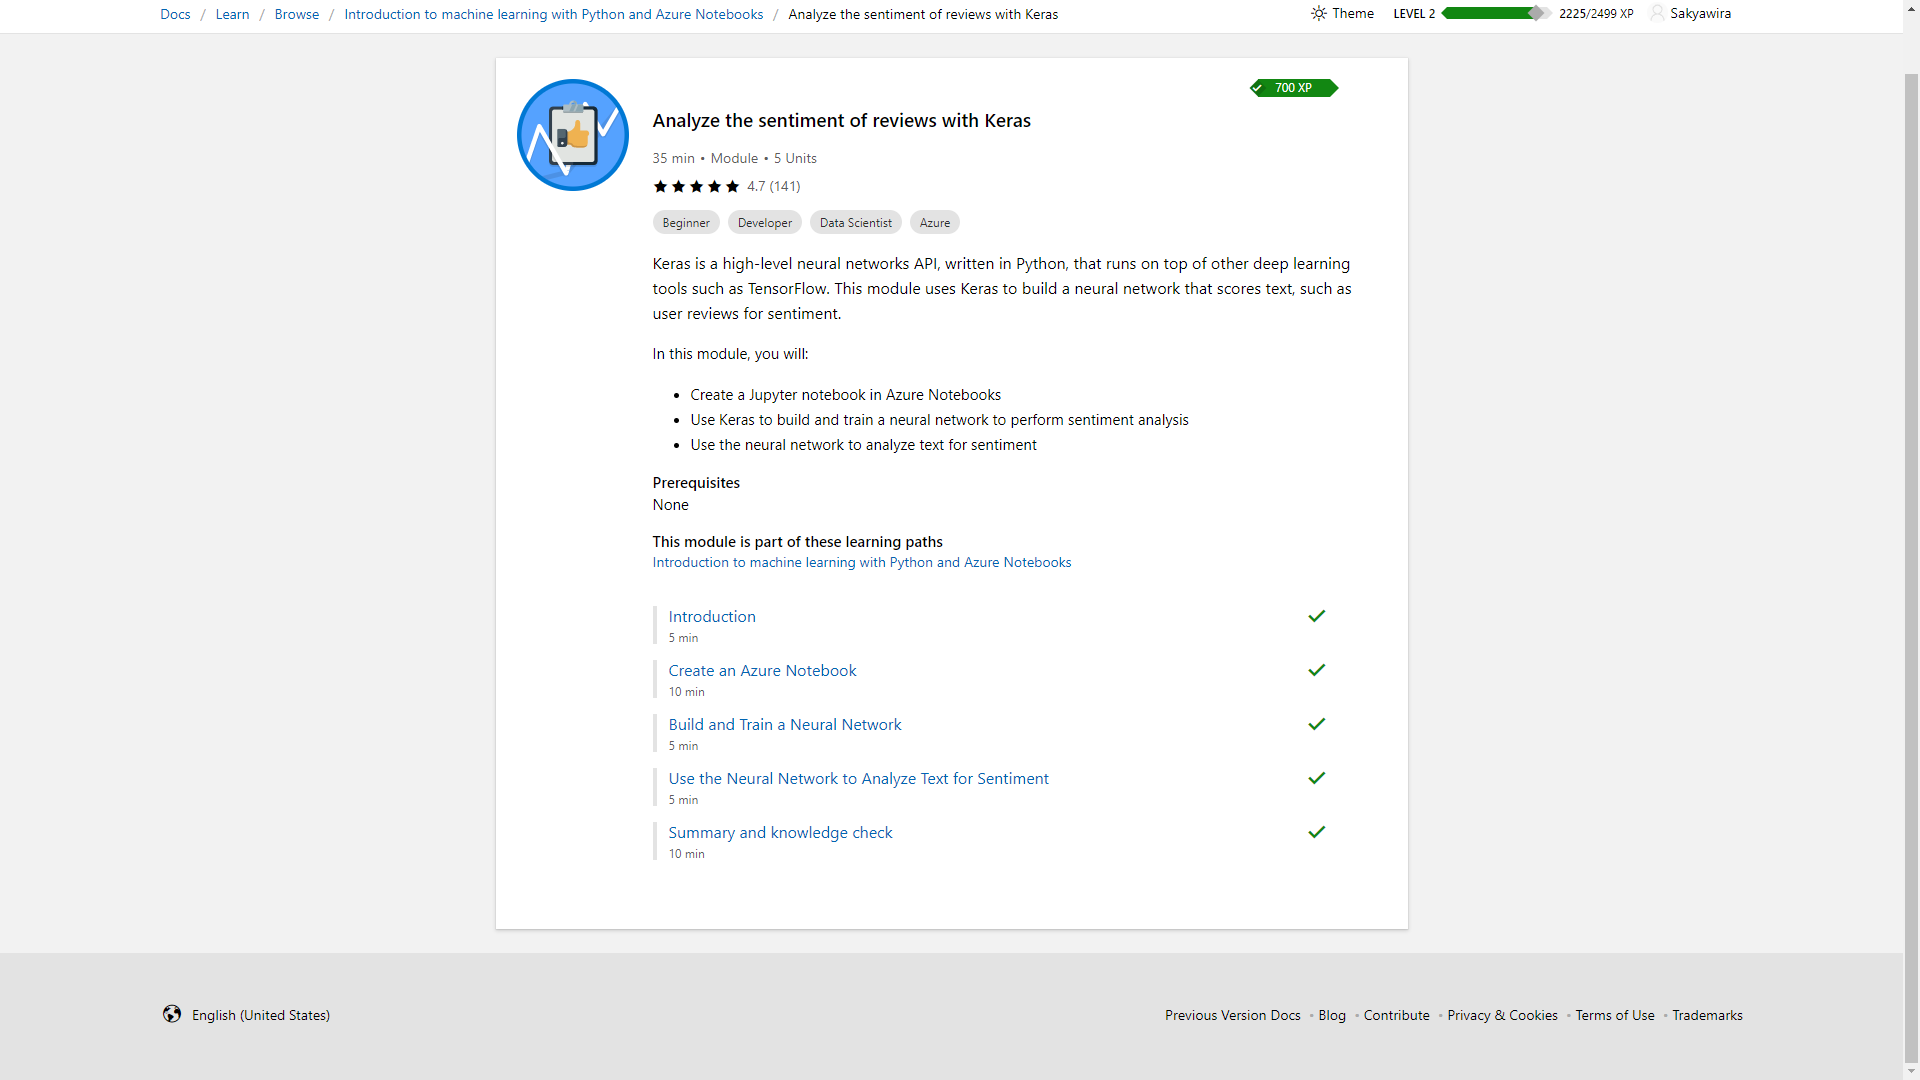 Docs / Learn / Browse / Introduction to machine learning with Python and Azure Notebooks / Analyze the sentiment of reviews with Keras
Theme LEVEL 2 2225/2499 XP Sakyawira
700 XP
Analyze the sentiment of reviews with Keras
35 min • Module • 5 Units
4.7 (141)
Beginner Developer Data Scientist Azure
Keras is a high-level neural networks API, written in Python, that runs on top of other deep learning
tools such as TensorFlow. This module uses Keras to build a neural network that scores text, such as
user reviews for sentiment.
In this module, you will:
• Create a Jupyter notebook in Azure Notebooks
• Use Keras to build and train a neural network to perform sentiment analysis
• Use the neural network to analyze text for sentiment
Prerequisites
None
This module is part of these learning paths
Introduction to machine learning with Python and Azure Notebooks
Introduction
5 min
Create an Azure Notebook
10 min
Build and Train a Neural Network
5 min
Use the Neural Network to Analyze Text for Sentiment
5 min
Summary and knowledge check
10 min
English (United States)
Previous Version Docs • Blog • Contribute • Privacy & Cookies • Terms of Use • Trademarks